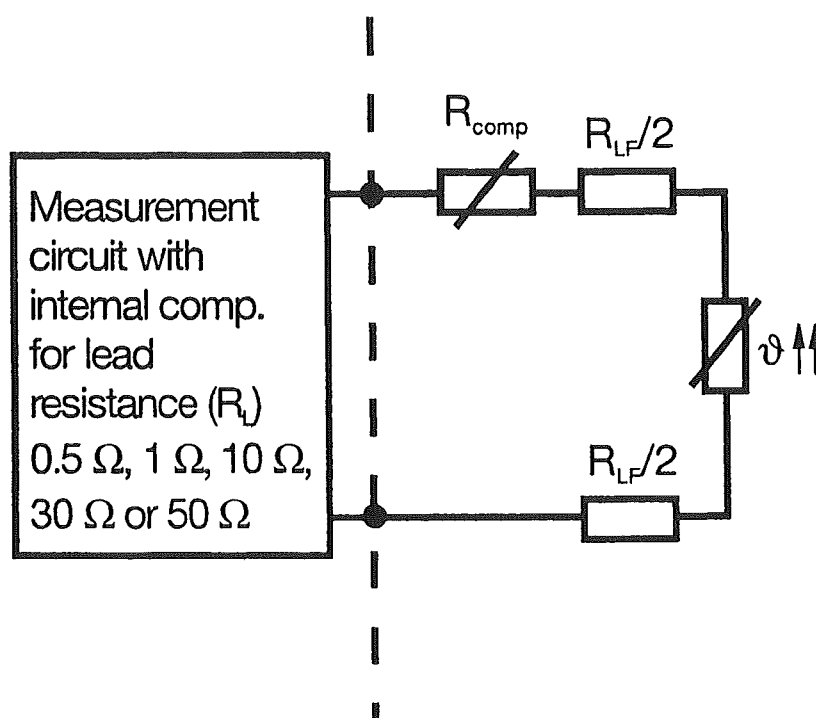 R_comp
R_LF/2
Measurement
circuit with
internal comp.
for lead
resistance (R_L)
0.5 Ω, 1 Ω, 10 Ω,
30 Ω or 50 Ω
ϑ
R_LF/2